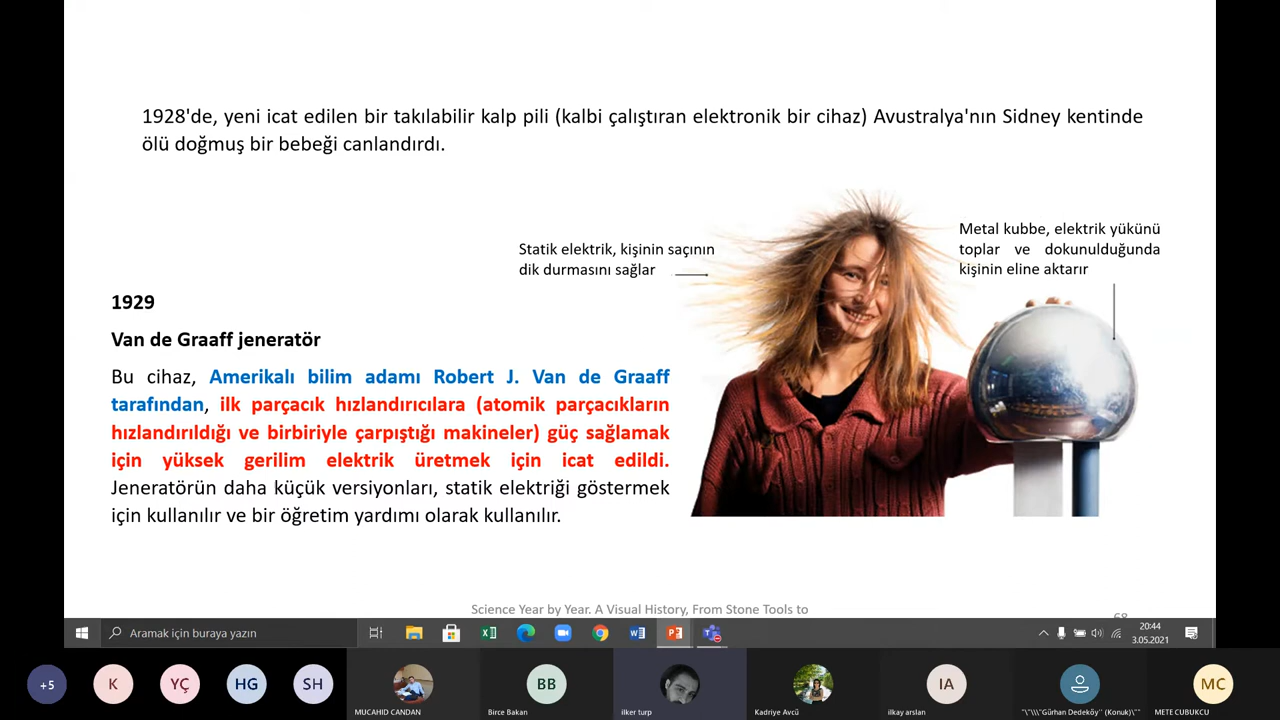 1928'de, yeni icat edilen bir takılabilir kalp pili (kalbi çalıştıran elektronik bir cihaz) Avustralya'nın Sidney kentinde
ölü doğmuş bir bebeği canlandırdı.
Statik elektrik, kişinin saçının
dik durmasını sağlar
Metal kubbe, elektrik yükünü
toplar ve dokunulduğunda
kişinin eline aktarır
1929
Van de Graaff jeneratör
Bu cihaz, Amerikalı bilim adamı Robert J. Van de Graaff
tarafından, ilk parçacık hızlandırıcılara (atomik parçacıkların
hızlandırıldığı ve birbiriyle çarpıştığı makineler) güç sağlamak
için yüksek gerilim elektrik üretmek için icat edildi.
Jeneratörün daha küçük versiyonları, statik elektriği göstermek
için kullanılır ve bir öğretim yardımı olarak kullanılır.
Science Year by Year. A Visual History, From Stone Tools to
68
Aramak için buraya yazın
20:44
3.05.2021
+5
K
YÇ
HG
SH
MUCAHID CANDAN
BB
Birce Bakan
ilker turp
Kadriye Avcü
IA
ilkay arslan
"\"\\\"Gürhan Dedeköy" (Konuk)\""
MC
METE CUBUKCU